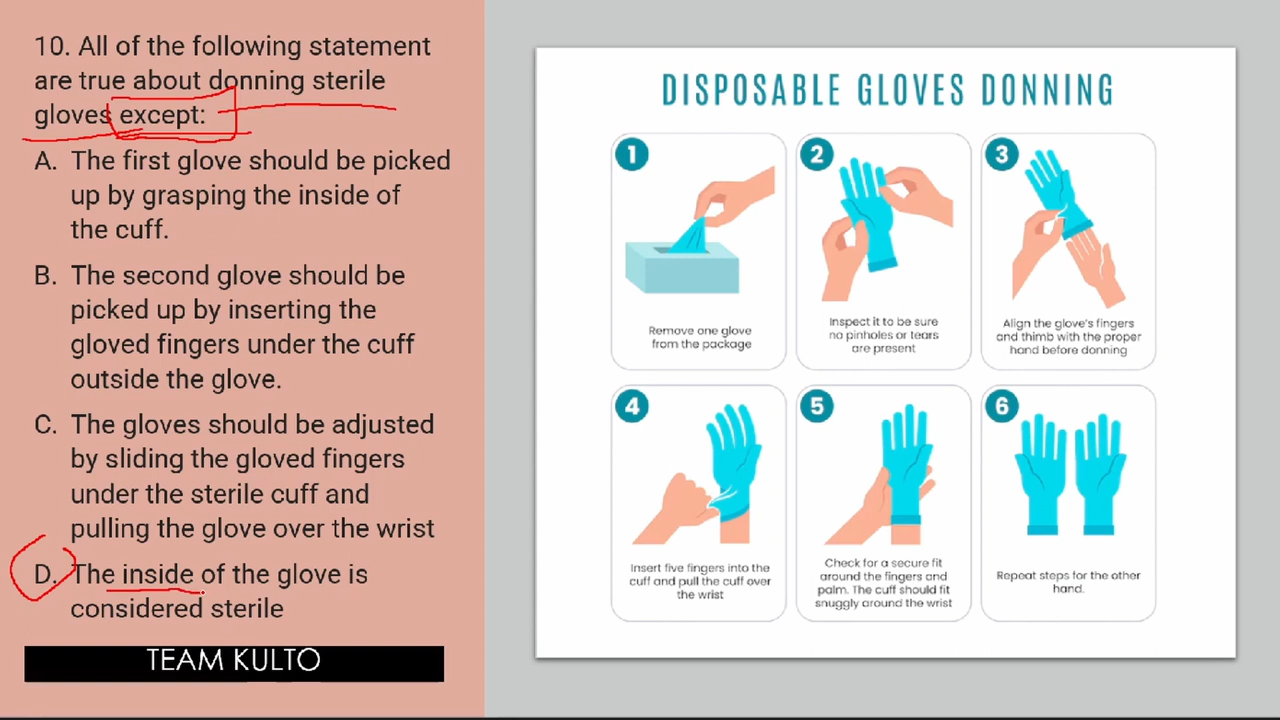 10. All of the following statement
are true about donning sterile
gloves except:
A. The first glove should be picked
up by grasping the inside of
the cuff.
B. The second glove should be
picked up by inserting the
gloved fingers under the cuff
outside the glove.
C. The gloves should be adjusted
by sliding the gloved fingers
under the sterile cuff and
pulling the glove over the wrist
D. The inside of the glove is
considered sterile
TEAM KULTO
DISPOSABLE GLOVES DONNING
1
Remove one glove
from the package
2
Inspect it to be sure
no pinholes or tears
are present
3
Align the glove's fingers
and thimb with the proper
hand before donning
4
Insert five fingers into the
cuff and pull the cuff over
the wrist
5
Check for a secure fit
around the fingers and
palm. The cuff should fit
snuggly around the wrist
6
Repeat steps for the other
hand.